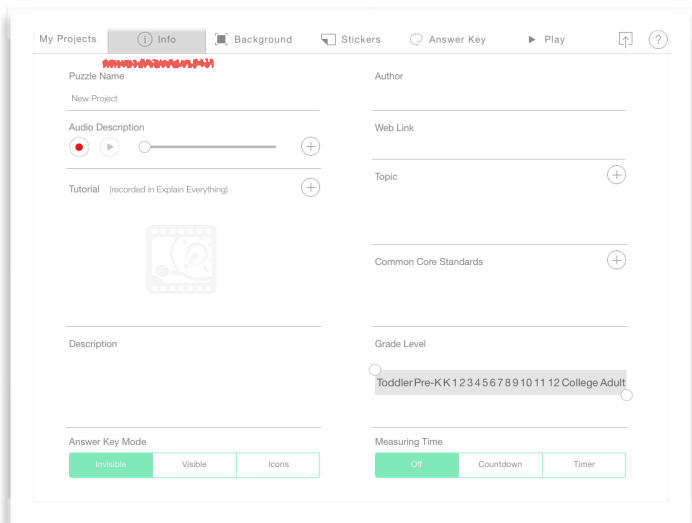 My Projects Info Background Stickers Answer Key Play ?
Puzzle Name
New Project
Author
Audio Description
Web Link
Tutorial (recorded in Explain Everything)
Topic
Common Core Standards
Description
Grade Level
Toddler Pre-K K 1 2 3 4 5 6 7 8 9 10 11 12 College Adult
Answer Key Mode
Invisible Visible Icons
Measuring Time
Off Countdown Timer